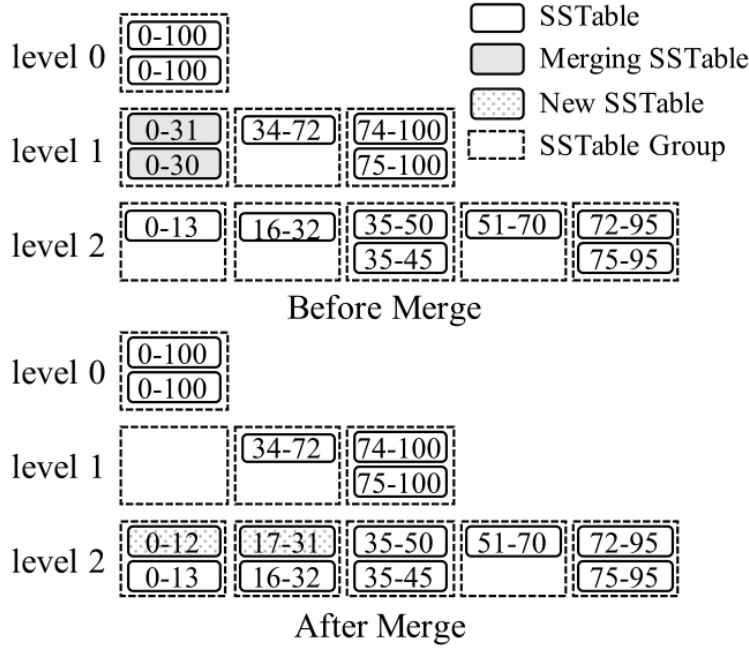 SSTable
Merging SSTable
New SSTable
SSTable Group
level 0
0-100
0-100
level 1
0-31 34-72 74-100
0-30 75-100
level 2
0-13 16-32 35-50 51-70 72-95
35-45 75-95
Before Merge
level 0
0-100
0-100
level 1
34-72 74-100
75-100
level 2
0-12 17-31 35-50 51-70 72-95
0-13 16-32 35-45 75-95
After Merge